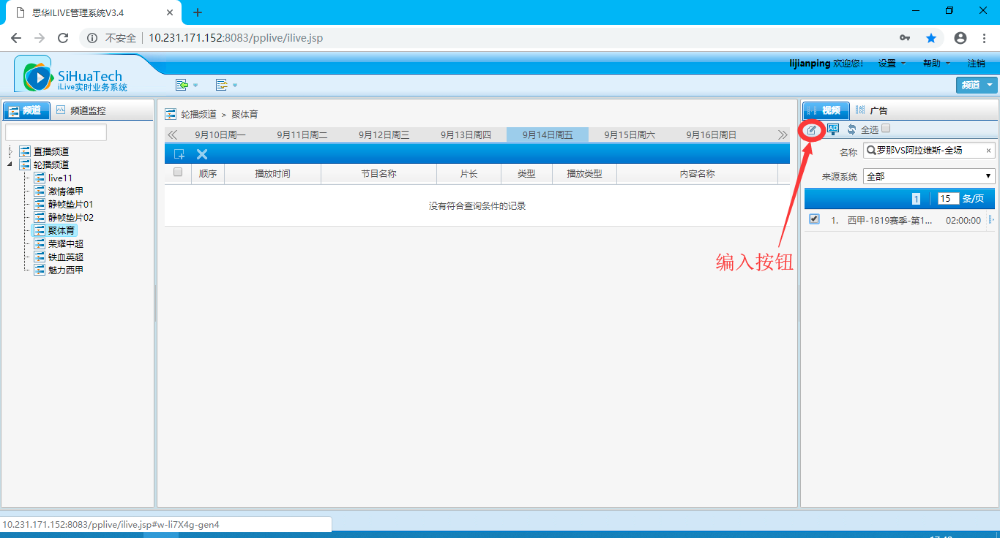 思华ILIVE管理系统V3.4
不安全 10.231.171.152:8083/pplive/ilive.jsp
lijianping 欢迎您! 设置 帮助 注销
SiHuaTech
iLive实时业务系统
频道
频道 频道监控
直播频道
轮播频道
live11
激情德甲
静帧垫片01
静帧垫片02
聚体育
荣耀中超
铁血英超
魅力西甲
轮播频道 > 聚体育
9月10日周一 9月11日周二 9月12日周三 9月13日周四 9月14日周五 9月15日周六 9月16日周日
顺序 播放时间 节目名称 片长 类型 播放类型 内容名称
没有符合查询条件的记录
视频 广告
AD 全选
名称 罗那VS阿拉维斯-全场 ×
来源系统 全部
1 15 条/页
1. 西甲-1819赛季-第1... 02:00:00
编入按钮
10.231.171.152:8083/pplive/ilive.jsp#w-li7X4g-gen4